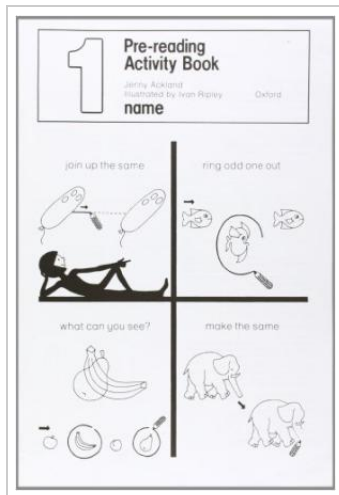 1
Pre-reading
Activity Book
Jenny Ackland
Illustrated by Ivan Ripley Oxford
name
join up the same
ring odd one out
what can you see?
make the same